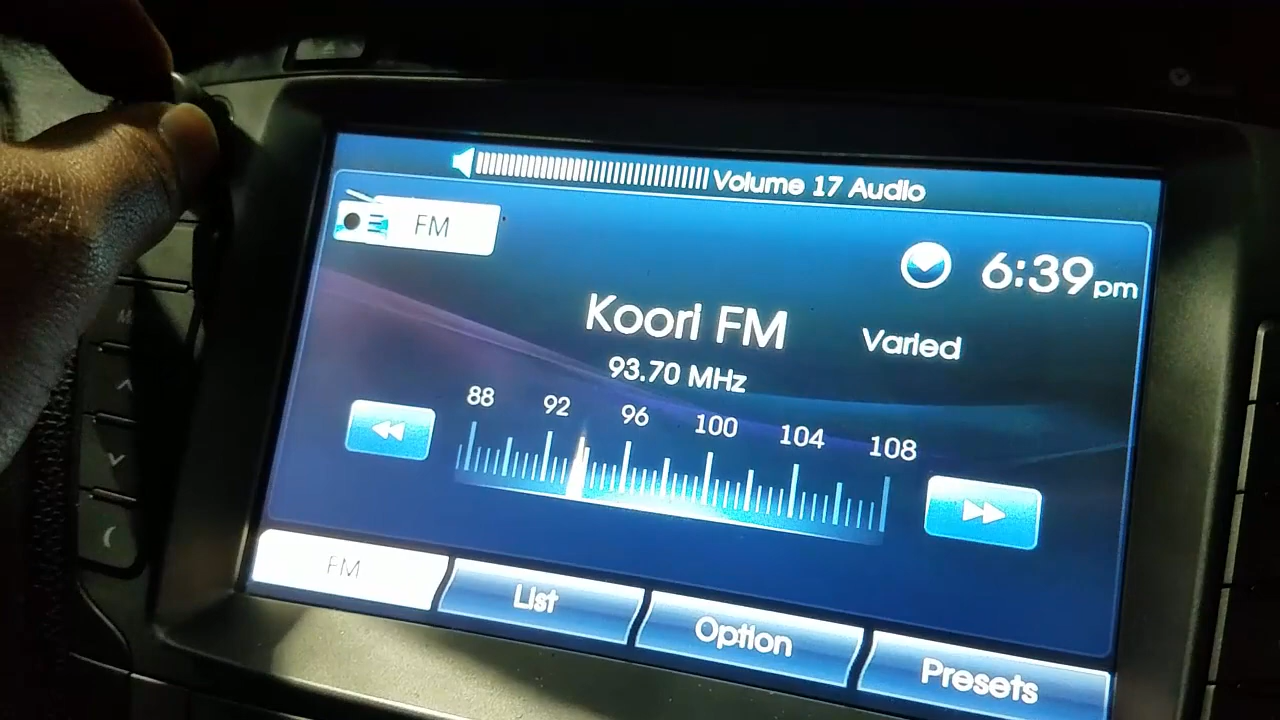 Volume 17 Audio
FM
6:39pm
Koori FM
Varied
93.70 MHz
88 92 96 100 104 108
FM List Option Presets